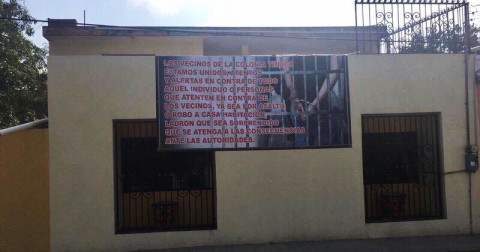 LOS VECINOS DE LA COLONIA
ESTAMOS UNIDOS, ATENTOS
Y ALERTAS EN CONTRA DE TODO
AQUEL INDIVIDUO O PERSONAS
QUE ATENTEN EN CONTRA DE
LOS VECINOS, YA SEA POR ASALTO
O ROBO A CASA HABITACION,
LADRON QUE SEA SORPRENDIDO
QUE SE ATENGA A LAS CONSECUENCIAS
ANTE LAS AUTORIDADES.